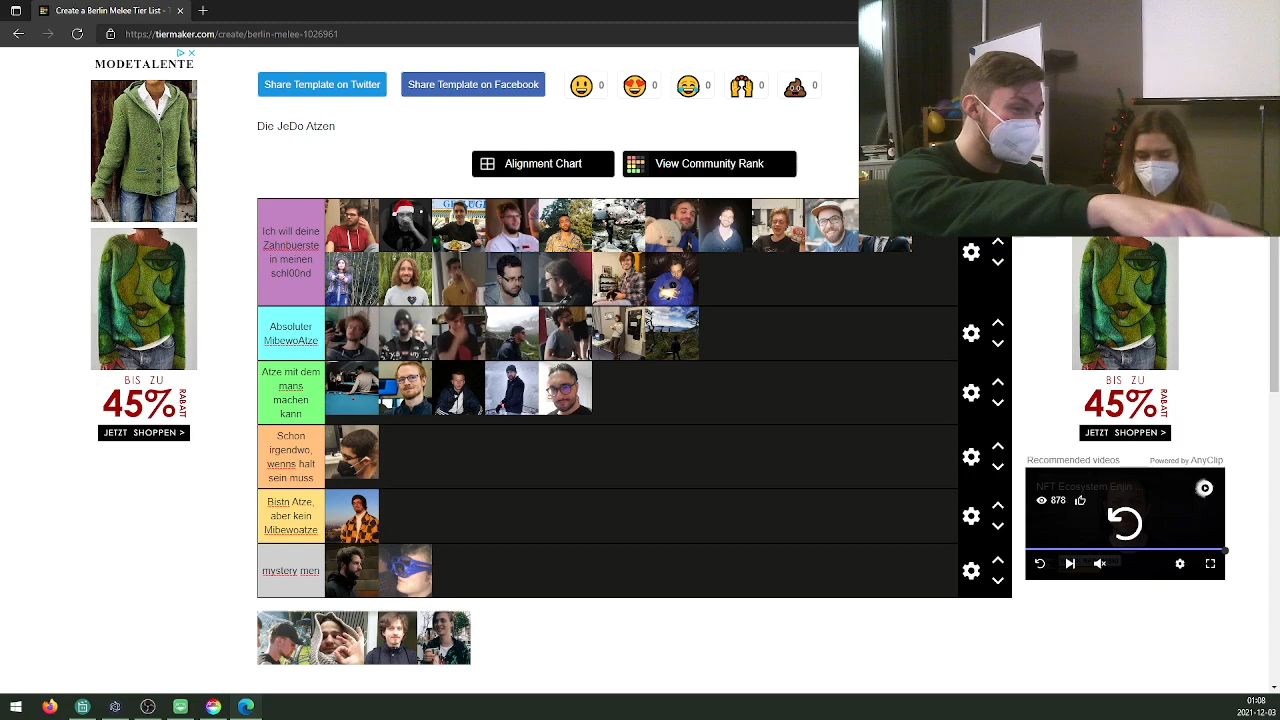 Create a Berlin Melee Tier List - T
https://tiermaker.com/create/berlin-melee-1026961
MODETALENTE
Share Template on Twitter
Share Template on Facebook
0
0
0
0
0
Die JeDo Atzen
Alignment Chart
View Community Rank
Ich will deine
Zahnbuerste
in meinen
schl00nd
Absoluter
MibewoAtze
Atze mit dem
mans
machen
kann
Schon
irgendwo,
wenns halt
sein muss
Bistn Atze,
aber kein
Mibewoatze
mystery men
BIS ZU
45%
RABATT
JETZT SHOPPEN >
BIS ZU
45%
RABATT
JETZT SHOPPEN >
Recommended videos
Powered by AnyClip
NFT Ecosystem Enjin ...
878
01:08
2021-12-03